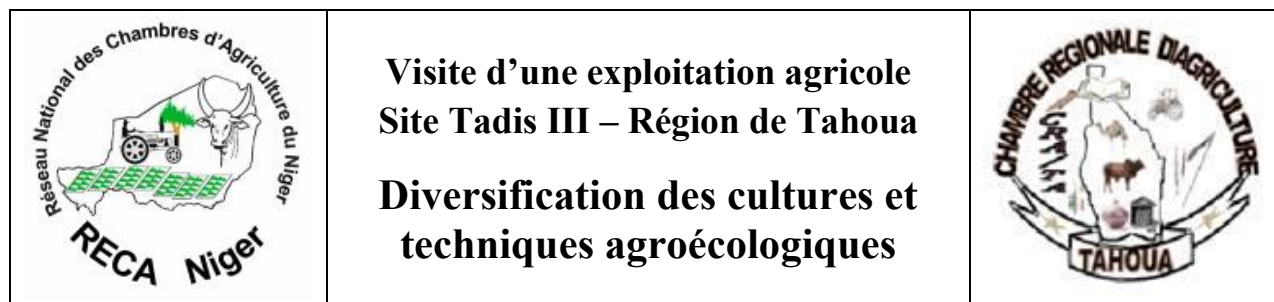 Réseau National des Chambres d'Agriculture du Niger
RECA Niger
Visite d'une exploitation agricole
Site Tadis III – Région de Tahoua
Diversification des cultures et
techniques agroécologiques
CHAMBRE REGIONALE D'AGRICULTURE
TAHOUA